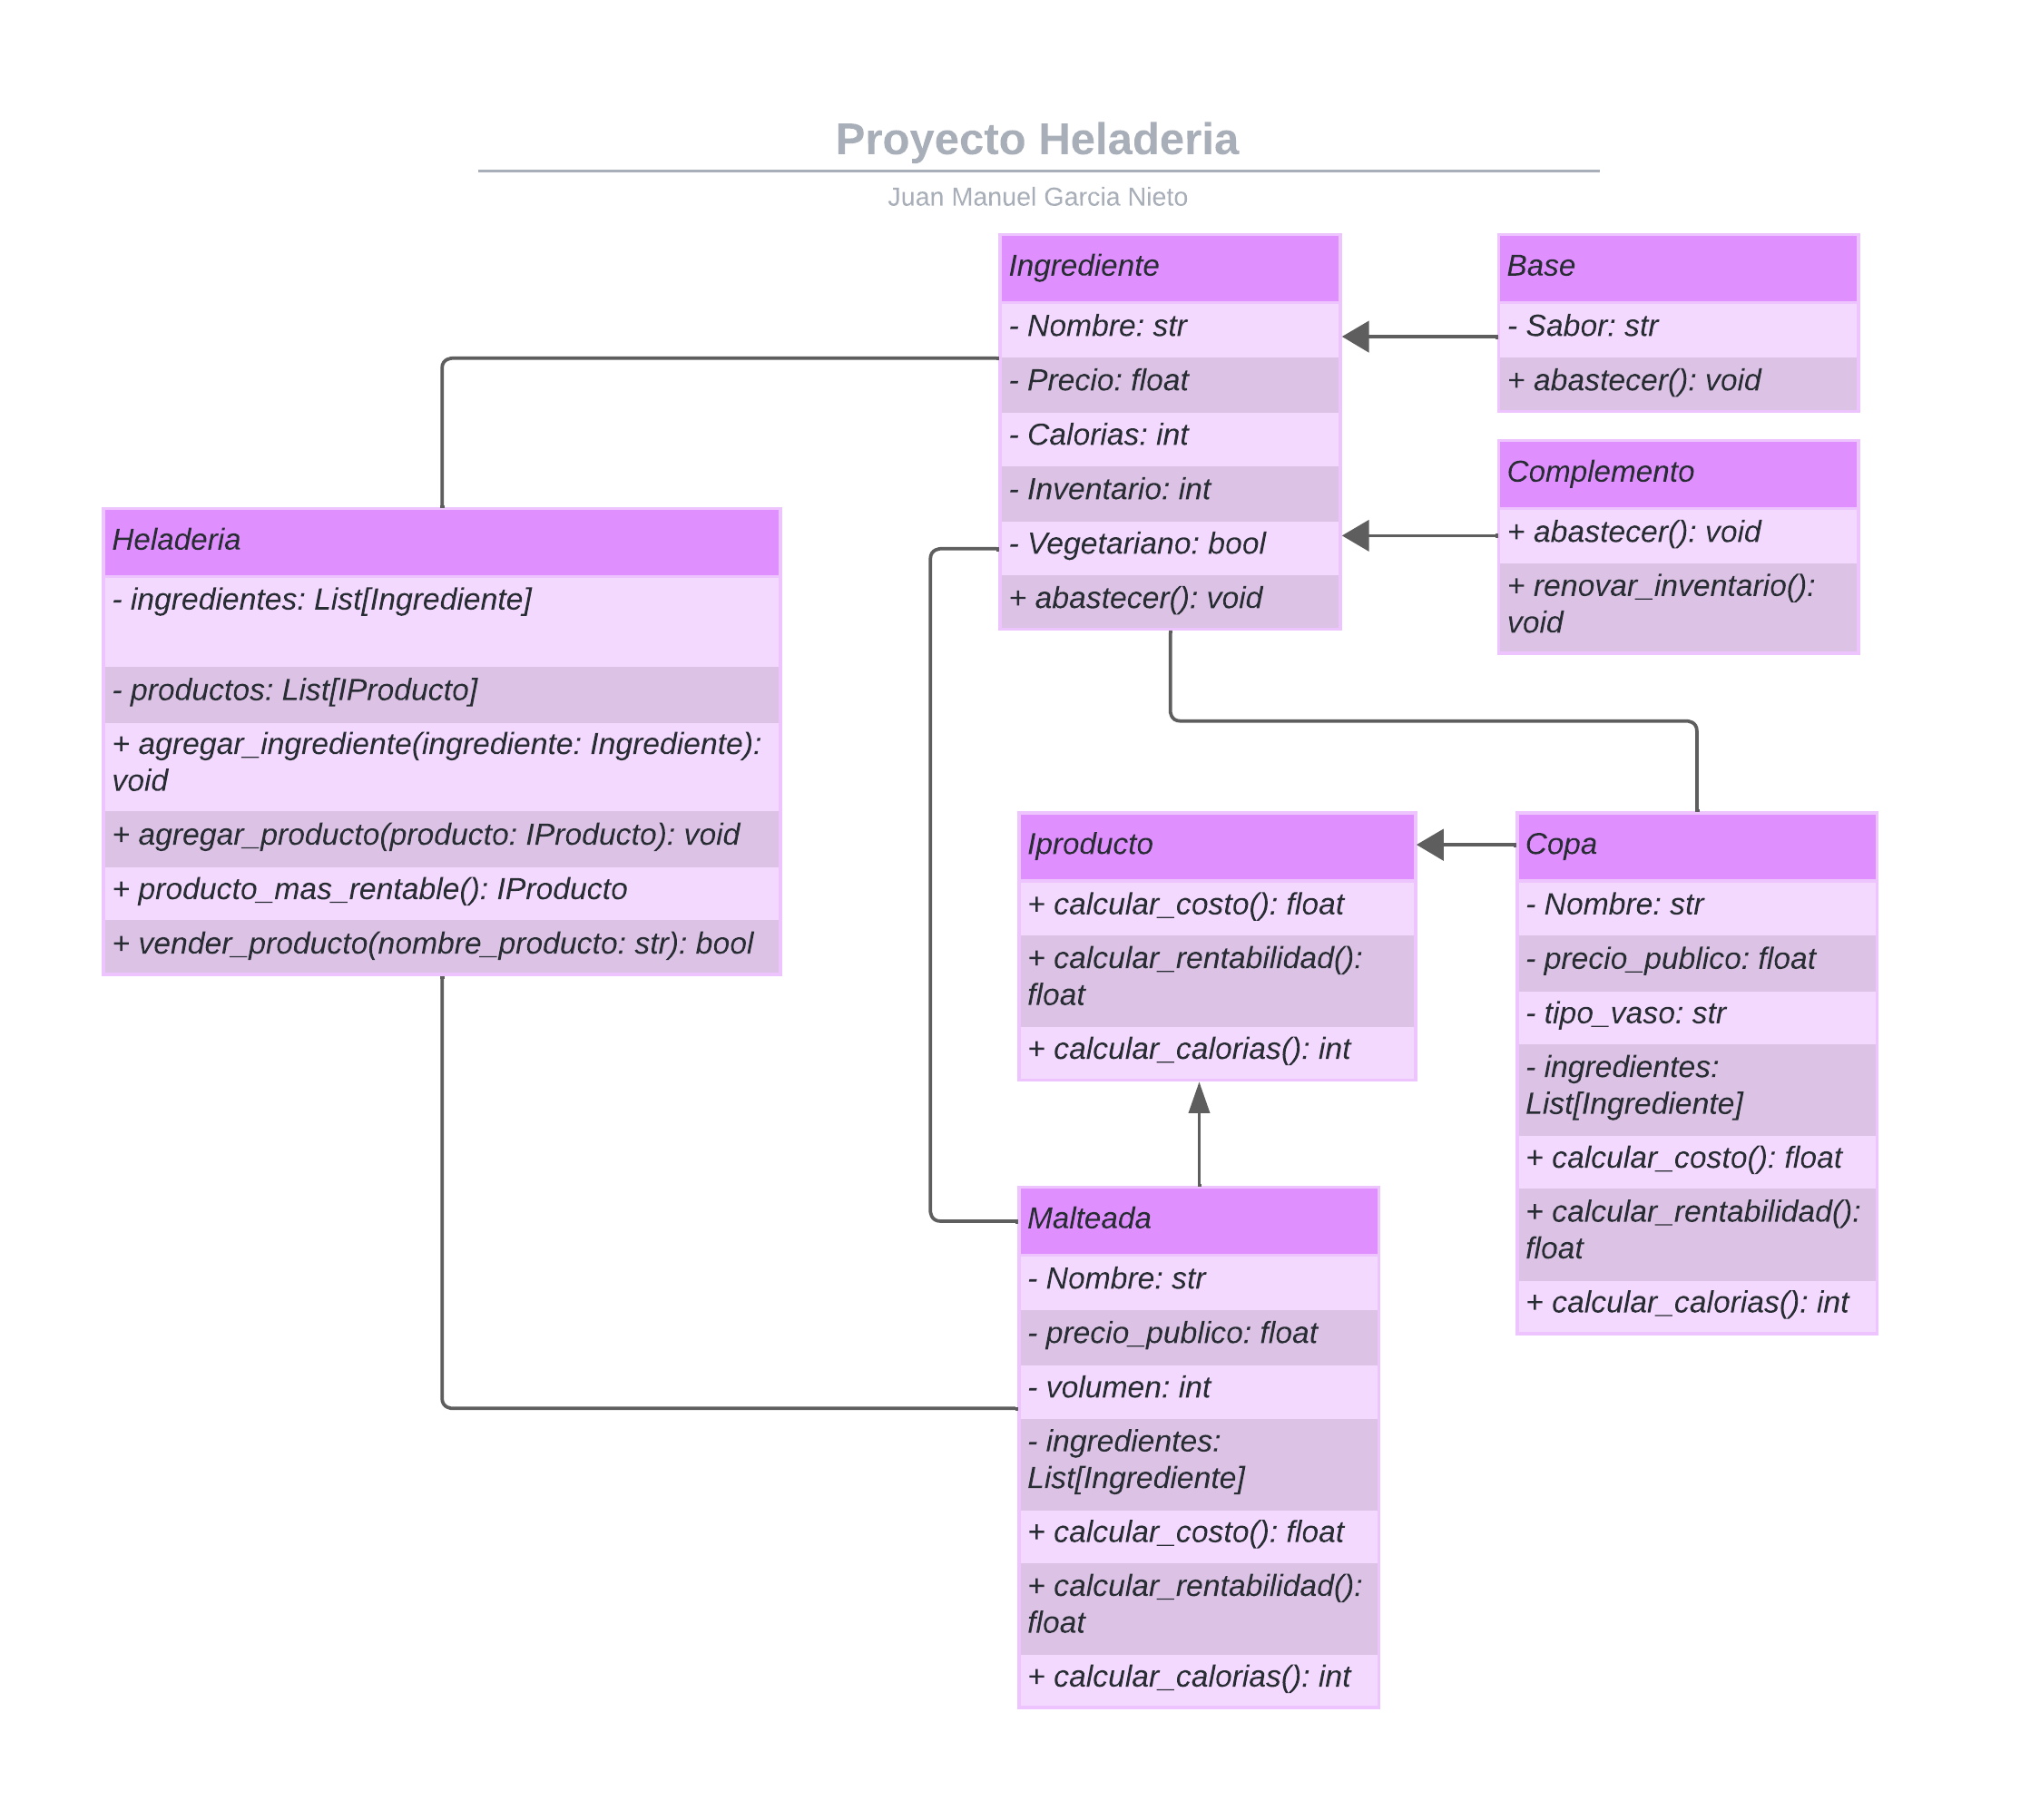 Proyecto Heladeria
Juan Manuel Garcia Nieto
Ingrediente
- Nombre: str
- Precio: float
- Calorias: int
- Inventario: int
- Vegetariano: bool
+ abastecer(): void
Base
- Sabor: str
+ abastecer(): void
Complemento
+ abastecer(): void
+ renovar_inventario():
void
Heladeria
- ingredientes: List[Ingrediente]
- productos: List[IProducto]
+ agregar_ingrediente(ingrediente: Ingrediente):
void
+ agregar_producto(producto: IProducto): void
+ producto_mas_rentable(): IProducto
+ vender_producto(nombre_producto: str): bool
Iproducto
+ calcular_costo(): float
+ calcular_rentabilidad():
float
+ calcular_calorias(): int
Copa
- Nombre: str
- precio_publico: float
- tipo_vaso: str
- ingredientes:
List[Ingrediente]
+ calcular_costo(): float
+ calcular_rentabilidad():
float
+ calcular_calorias(): int
Malteada
- Nombre: str
- precio_publico: float
- volumen: int
- ingredientes:
List[Ingrediente]
+ calcular_costo(): float
+ calcular_rentabilidad():
float
+ calcular_calorias(): int